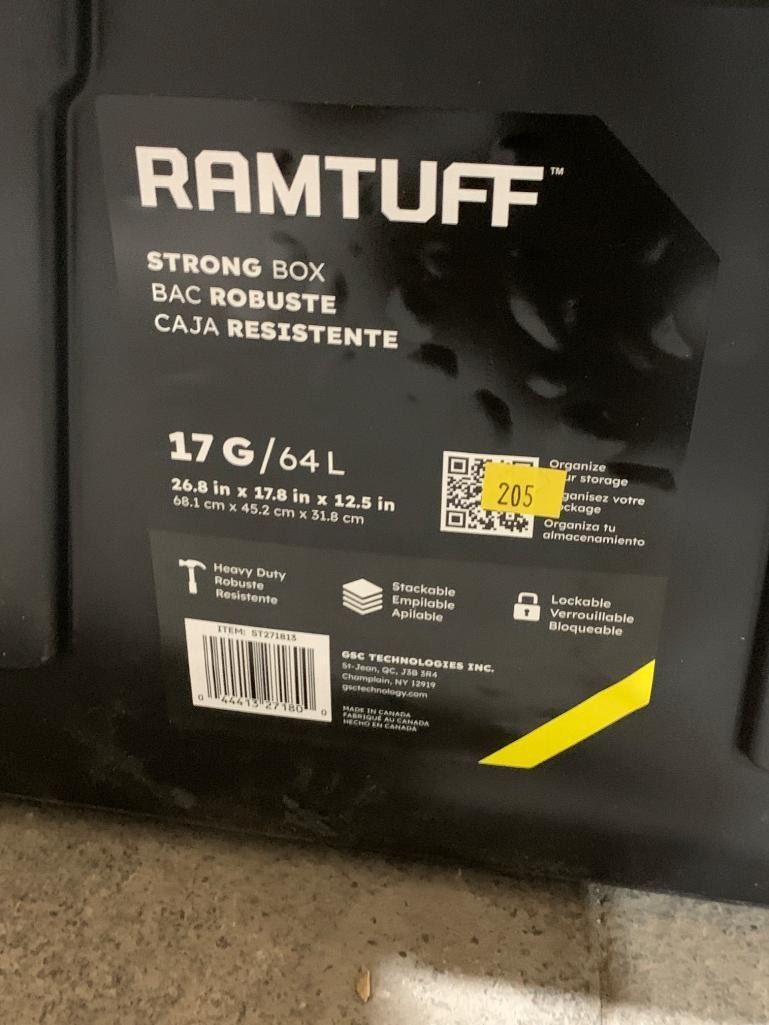 RAMTUFF™
STRONG BOX
BAC ROBUSTE
CAJA RESISTENTE
17 G/64 L
26.8 in x 17.8 in x 12.5 in
68.1 cm x 45.2 cm x 31.8 cm
205
Organize
storage
votre
Organiza tu
almacenamiento
Heavy Duty
Robuste
Resistente
Stackable
Empilable
Apilable
Lockable
Verrouillable
Bloqueable
ITEM: ST271813
0 44413 27180 0
GSC TECHNOLOGIES INC.
St-Jean, QC, J3B 3R4
Champlain, NY 12919
gsctechnology.com
MADE IN CANADA
FABRIQUÉ AU CANADA
HECHO EN CANADA